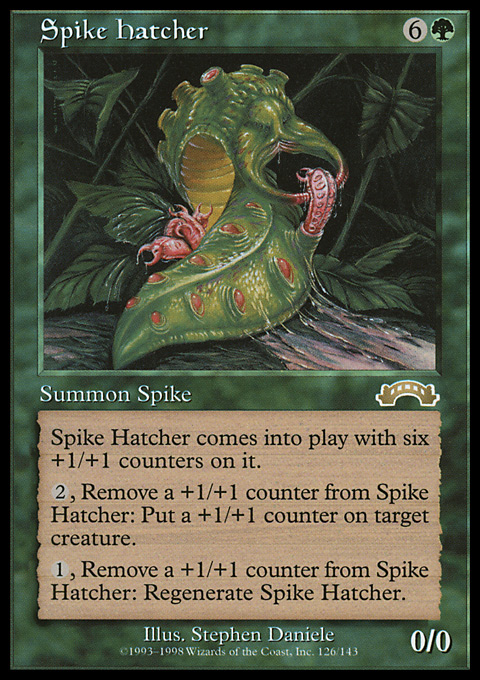 Spike Hatcher 6
Summon Spike
Spike Hatcher comes into play with six
+1/+1 counters on it.
2, Remove a +1/+1 counter from Spike
Hatcher: Put a +1/+1 counter on target
creature.
1, Remove a +1/+1 counter from Spike
Hatcher: Regenerate Spike Hatcher.
Illus. Stephen Daniele
©1993–1998 Wizards of the Coast, Inc. 126/143
0/0